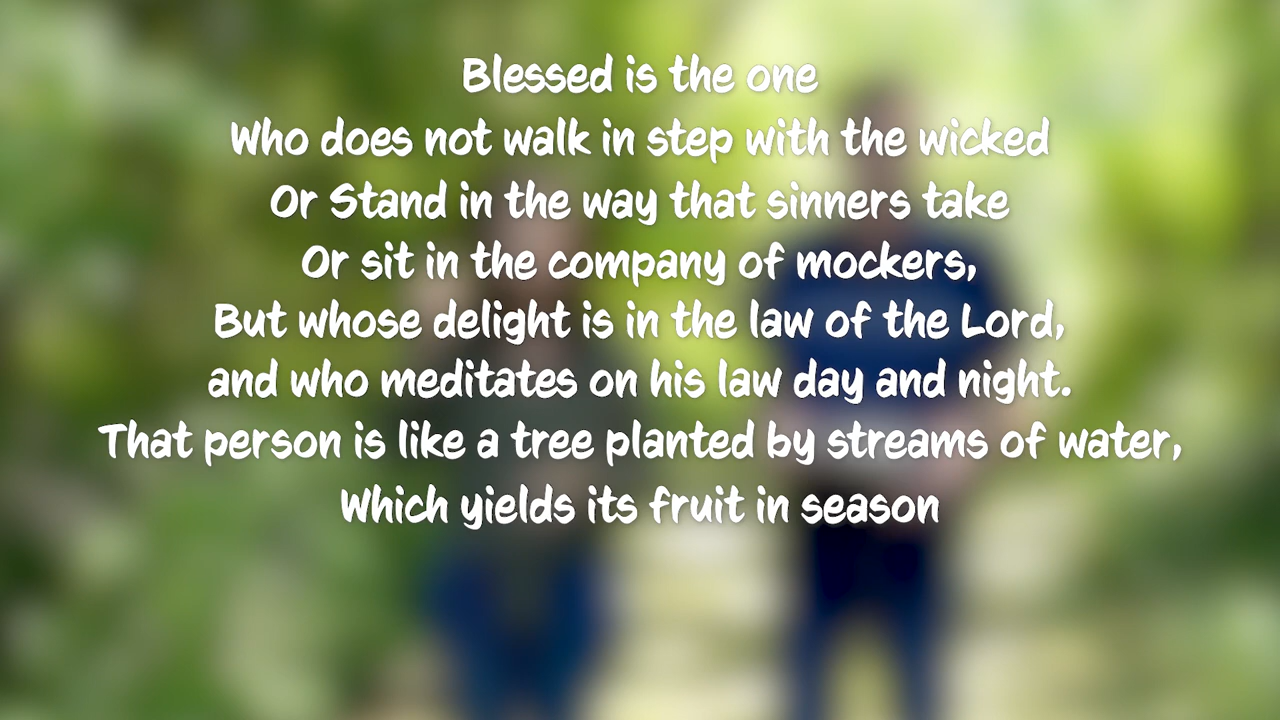 Blessed is the one
Who does not walk in step with the wicked
Or Stand in the way that sinners take
Or sit in the company of mockers,
But whose delight is in the law of the Lord,
and who meditates on his law day and night.
That person is like a tree planted by streams of water,
Which yields its fruit in season